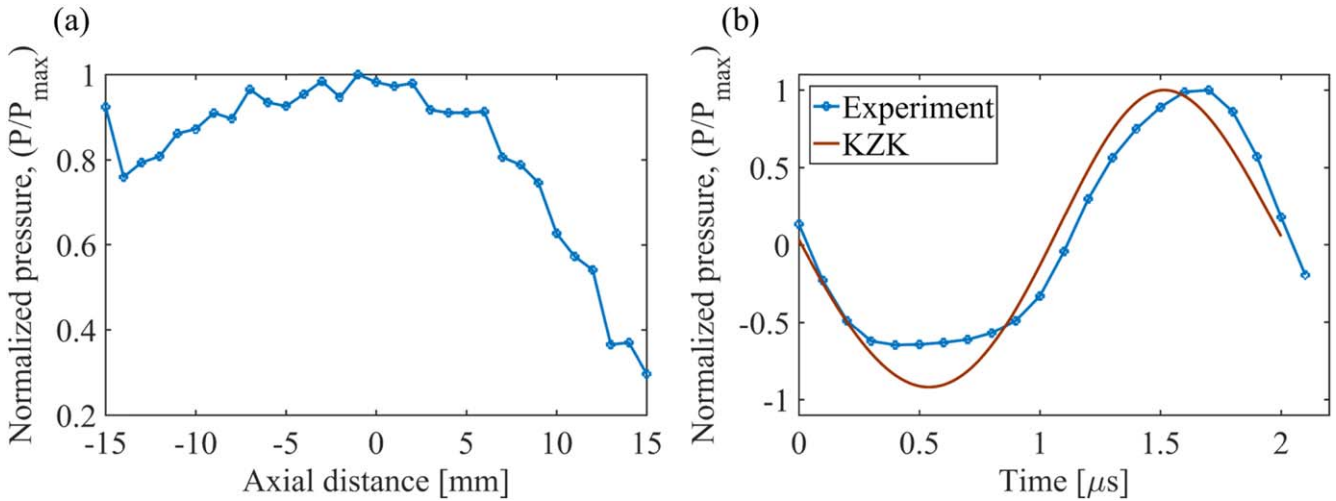 (a)
Normalized pressure, (P/P_max)
1
0.8
0.6
0.4
0.2
-15
-10
-5
0
5
10
15
Axial distance [mm]
(b)
Normalized pressure, (P/P_max)
1
0.5
0
-0.5
-1
Experiment
KZK
0
0.5
1
1.5
2
Time [μs]